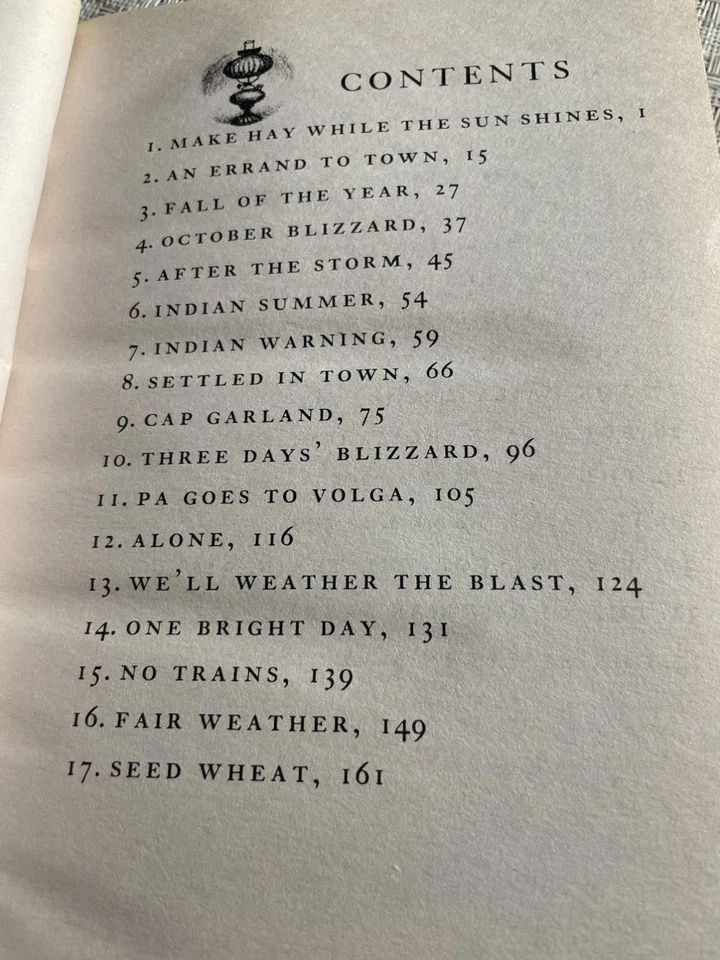 CONTENTS
1. MAKE HAY WHILE THE SUN SHINES, 1
2. AN ERRAND TO TOWN, 15
3. FALL OF THE YEAR, 27
4. OCTOBER BLIZZARD, 37
5. AFTER THE STORM, 45
6. INDIAN SUMMER, 54
7. INDIAN WARNING, 59
8. SETTLED IN TOWN, 66
9. CAP GARLAND, 75
10. THREE DAYS' BLIZZARD, 96
11. PA GOES TO VOLGA, 105
12. ALONE, 116
13. WE'LL WEATHER THE BLAST, 124
14. ONE BRIGHT DAY, 131
15. NO TRAINS, 139
16. FAIR WEATHER, 149
17. SEED WHEAT, 161